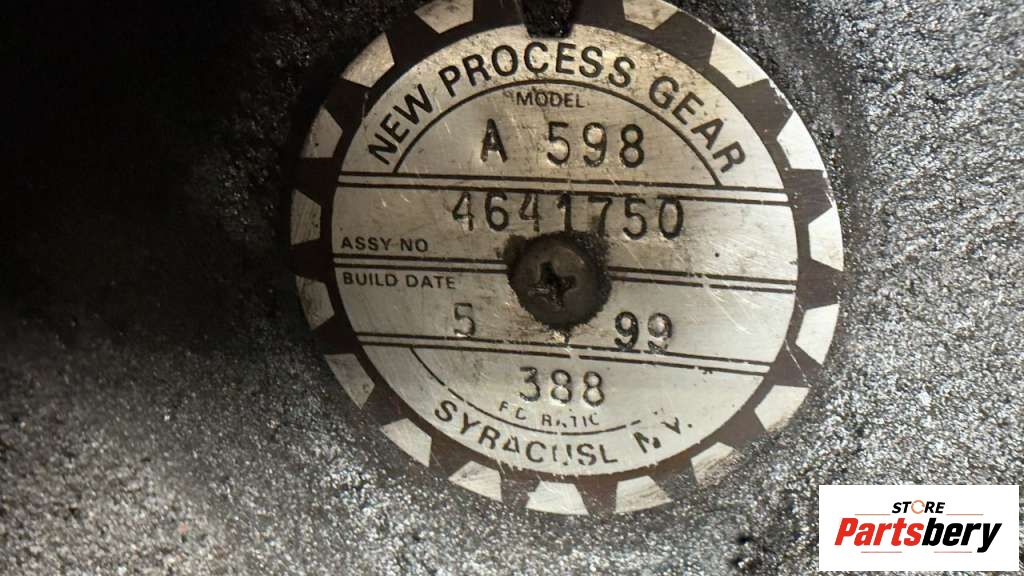 NEW PROCESS GEAR
MODEL
A 598
4641750
ASSY NO
BUILD DATE
5 99
388
SYRACUSE N.Y.
STORE
Partsbery